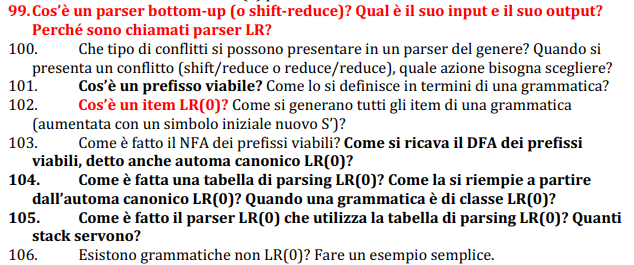 99. Cos'è un parser bottom-up (o shift-reduce)? Qual è il suo input e il suo output?
Perché sono chiamati parser LR?
100. Che tipo di conflitti si possono presentare in un parser del genere? Quando si
presenta un conflitto (shift/reduce o reduce/reduce), quale azione bisogna scegliere?
101. Cos'è un prefisso viabile? Come lo si definisce in termini di una grammatica?
102. Cos'è un item LR(0)? Come si generano tutti gli item di una grammatica
(aumentata con un simbolo iniziale nuovo S')?
103. Come è fatto il NFA dei prefissi viabili? Come si ricava il DFA dei prefissi
viabili, detto anche automa canonico LR(0)?
104. Come è fatta una tabella di parsing LR(0)? Come la si riempie a partire
dall'automa canonico LR(0)? Quando una grammatica è di classe LR(0)?
105. Come è fatto il parser LR(0) che utilizza la tabella di parsing LR(0)? Quanti
stack servono?
106. Esistono grammatiche non LR(0)? Fare un esempio semplice.